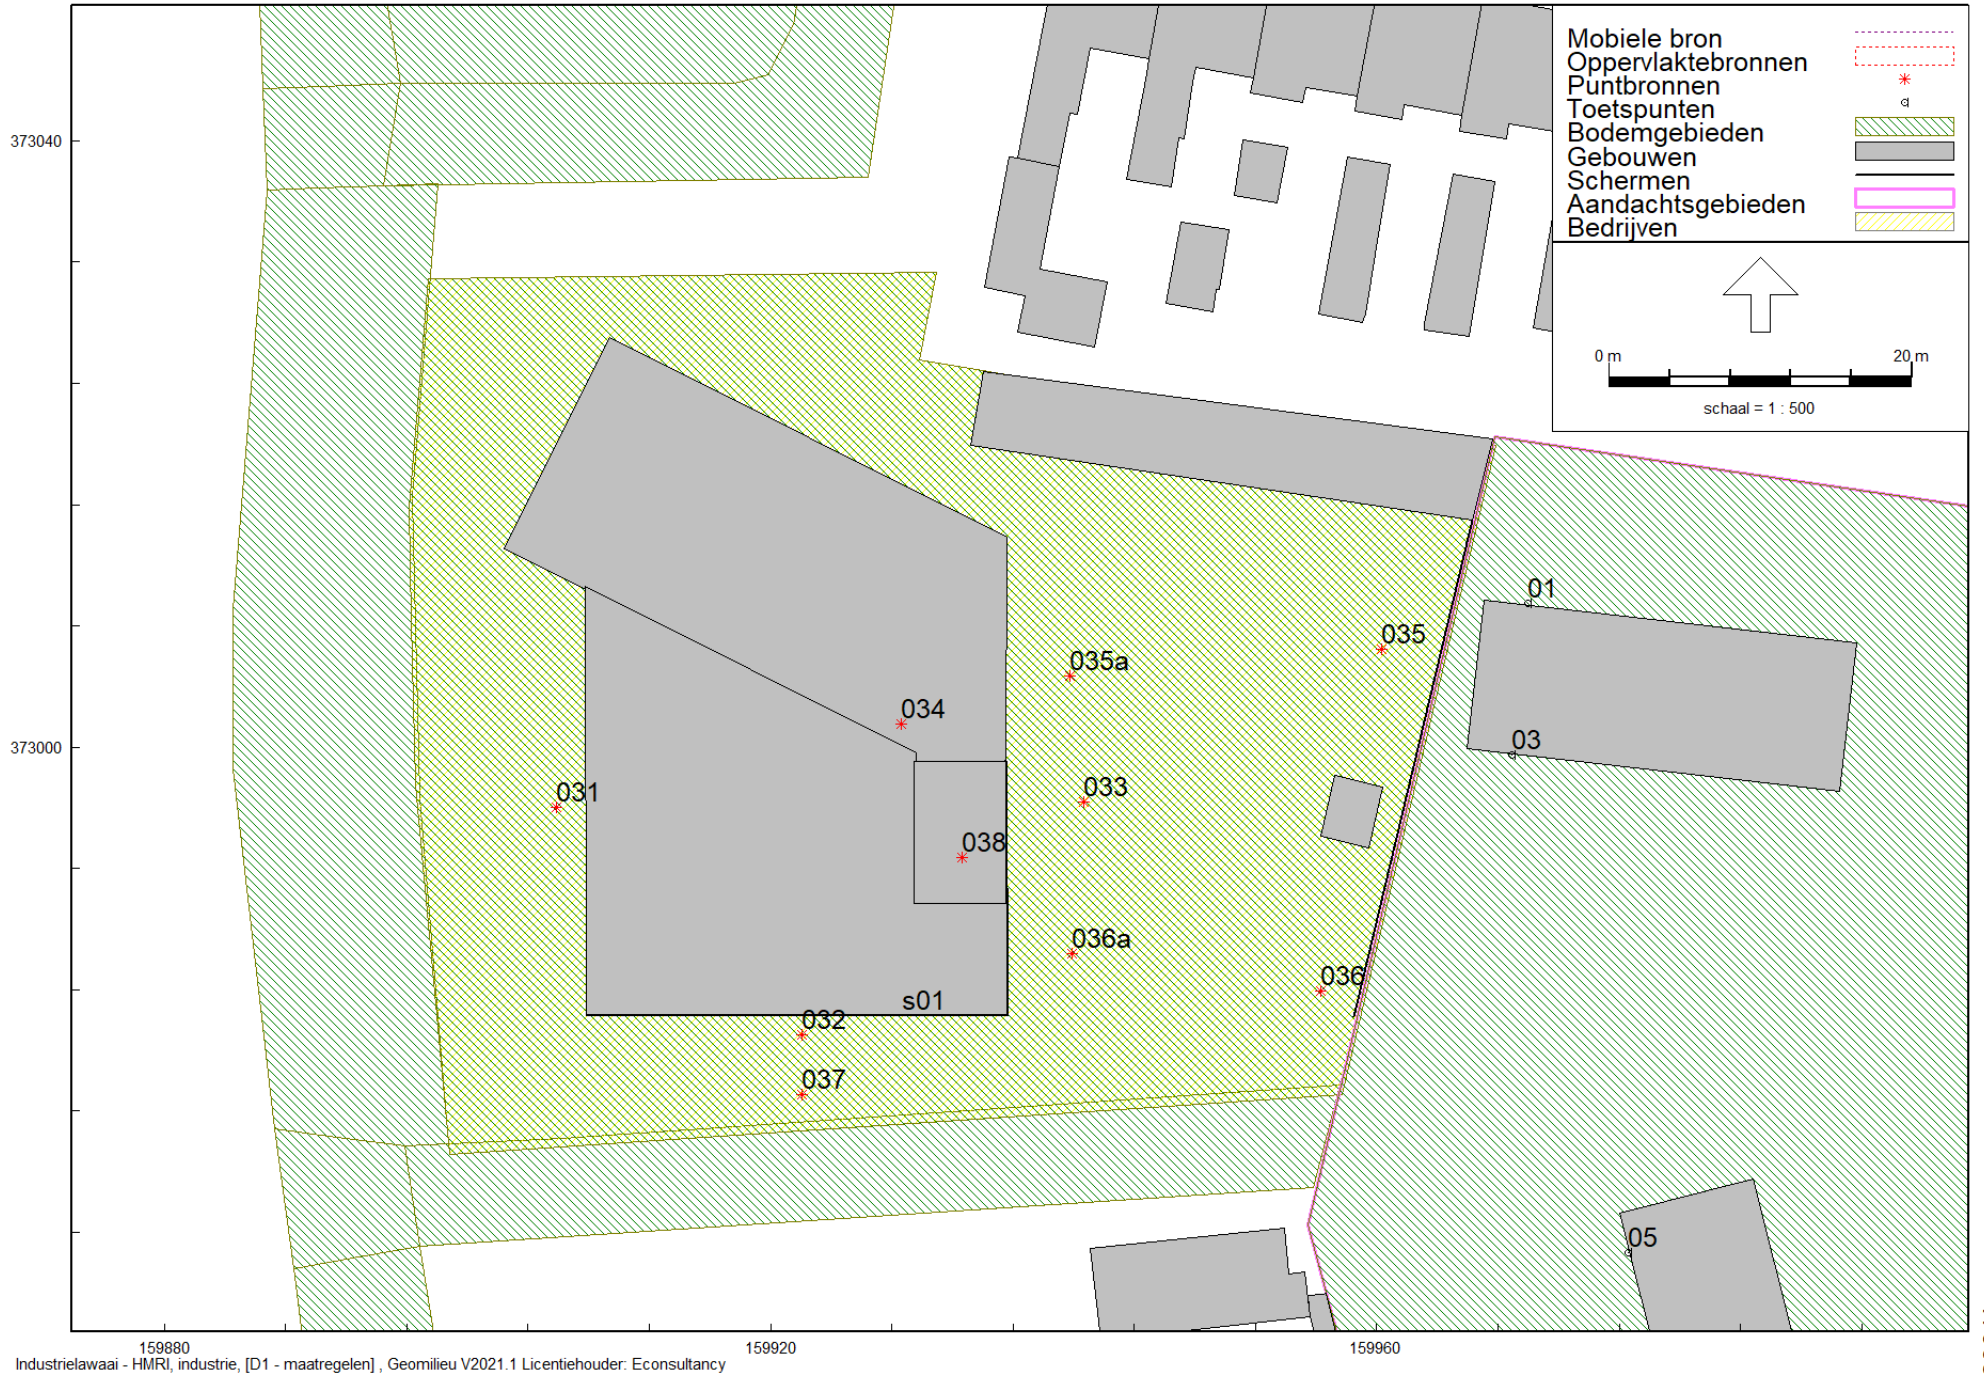 Mobiele bron
Oppervlaktebronnen
Puntbronnen
Toetspunten
Bodemgebieden
Gebouwen
Schermen
Aandachtsgebieden
Bedrijven
0 m 20 m
schaal = 1 : 500
373040
373000
01
035
035a
034
03
031
033
038
036a
036
s01
032
037
05
159880 159920 159960
Industrielawaai - HMRI, industrie, [D1 - maatregelen] , Geomilieu V2021.1 Licentiehouder: Econsultancy